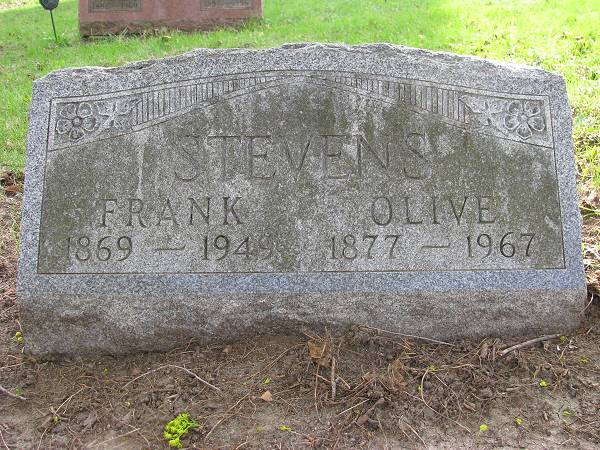 STEVENS
FRANK OLIVE
1869 — 1949 1877 — 1967